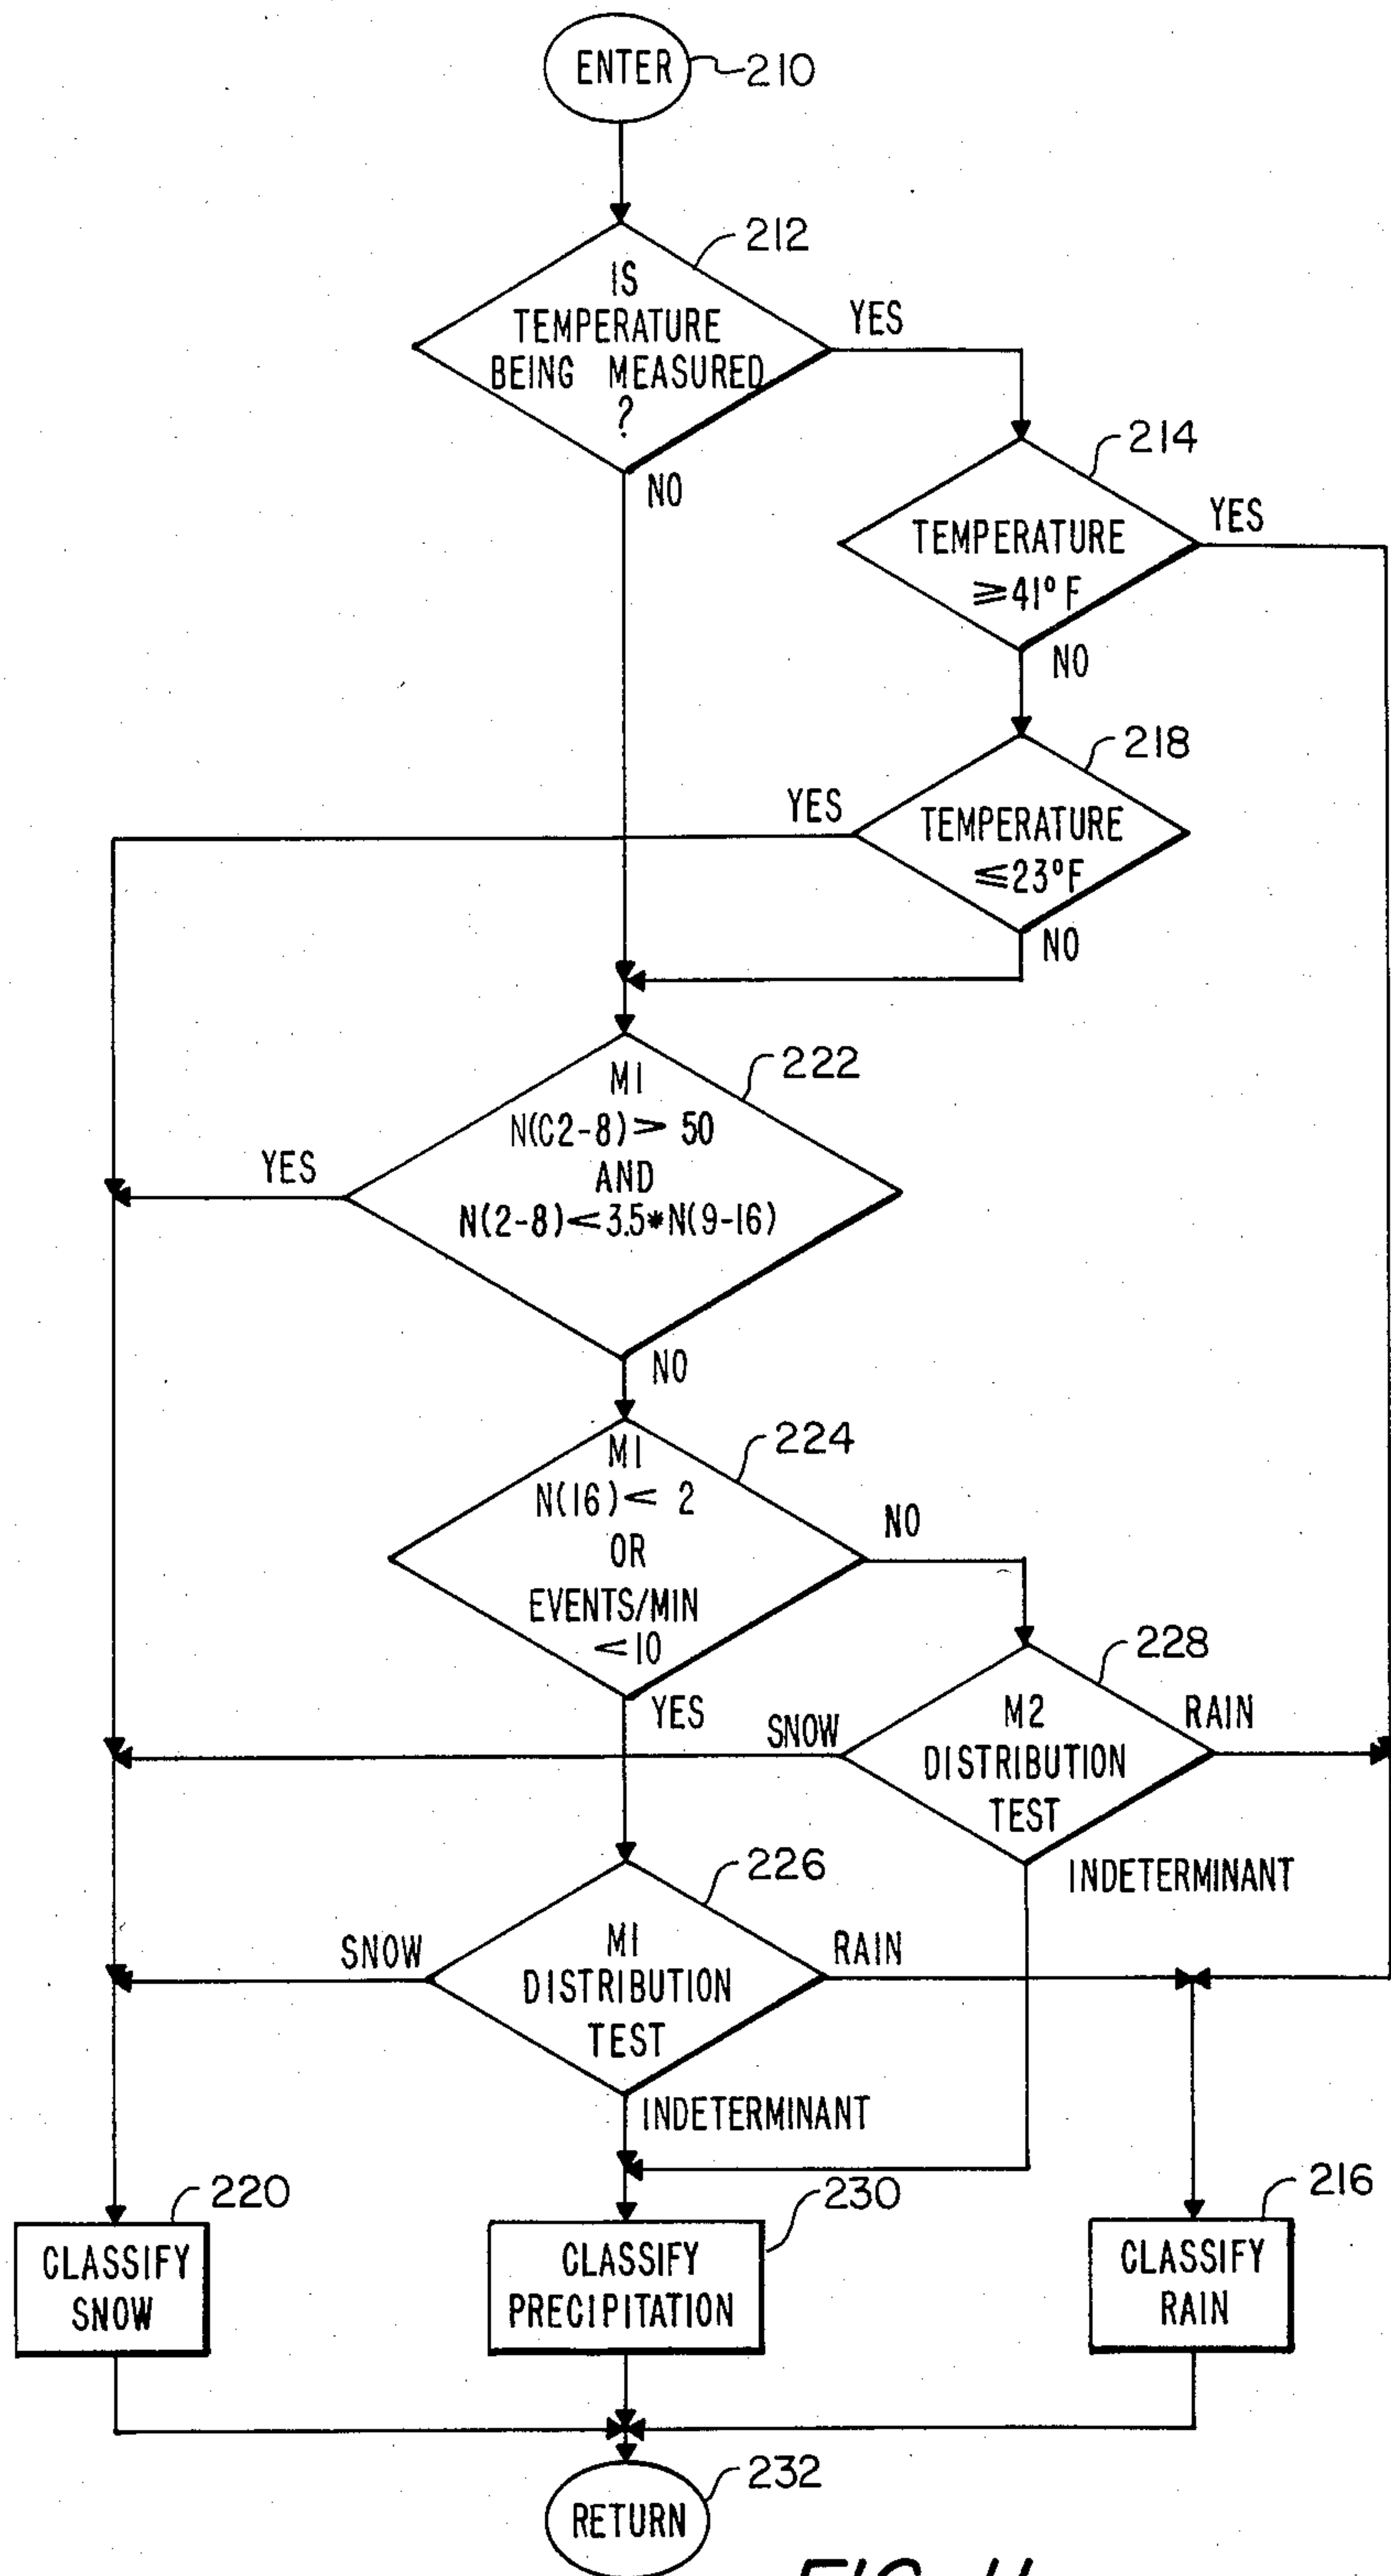 ENTER
210
212
IS
TEMPERATURE
BEING MEASURED
?
YES
NO
214
TEMPERATURE
≧41° F
YES
NO
218
YES
TEMPERATURE
≦23°F
NO
222
M1
N(C2-8) > 50
AND
N(2-8) < 3.5*N(9-16)
YES
NO
224
M1
N(16) < 2
OR
EVENTS/MIN
<10
NO
YES
228
M2
DISTRIBUTION
TEST
SNOW
RAIN
INDETERMINANT
226
M1
DISTRIBUTION
TEST
SNOW
RAIN
INDETERMINANT
220
CLASSIFY
SNOW
230
CLASSIFY
PRECIPITATION
216
CLASSIFY
RAIN
232
RETURN